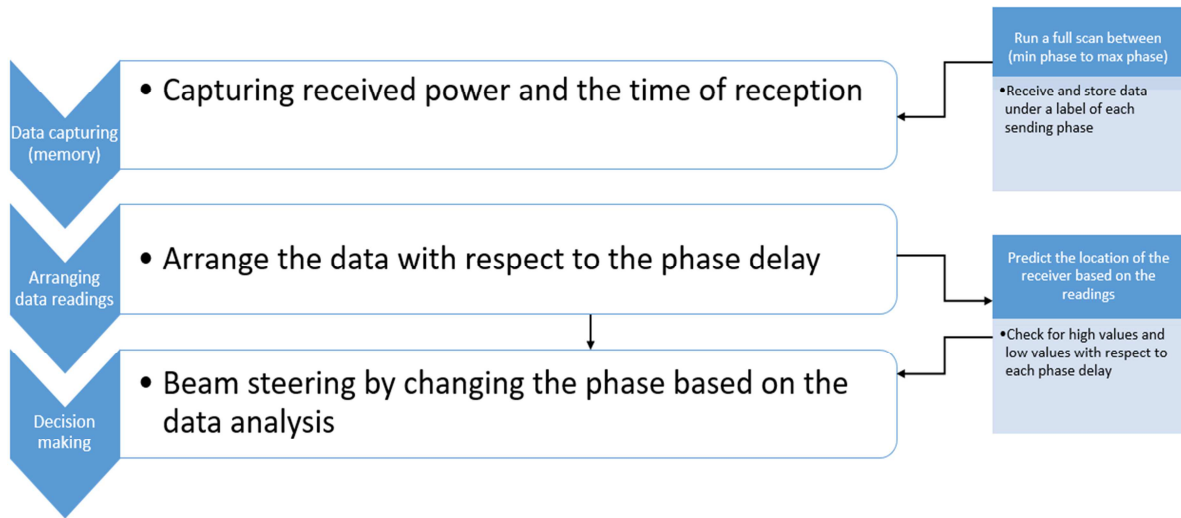 Data capturing
(memory)
• Capturing received power and the time of reception
Run a full scan between
(min phase to max phase)
•Receive and store data
under a label of each
sending phase
Arranging
data readings
• Arrange the data with respect to the phase delay
Predict the location of the
receiver based on the
readings
•Check for high values and
low values with respect to
each phase delay
Decision
making
• Beam steering by changing the phase based on the
data analysis